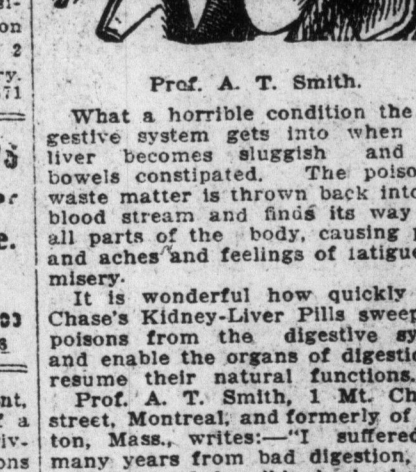 Prof. A. T. Smith.
What a horrible condition the
gestive system gets into when
liver becomes sluggish and
bowels constipated. The poiso
waste matter is thrown back into
blood stream and finds its way
all parts of the body, causing
and aches and feelings of fatigue
misery.
It is wonderful how quickly
Chase's Kidney-Liver Pills sweep
poisons from the digestive sy
and enable the organs of digestio
resume their natural functions.
Prof. A. T. Smith, 1 Mt. Ch
street, Montreal, and formerly of
ton, Mass., writes:—"I suffered
many years from bad digestion,